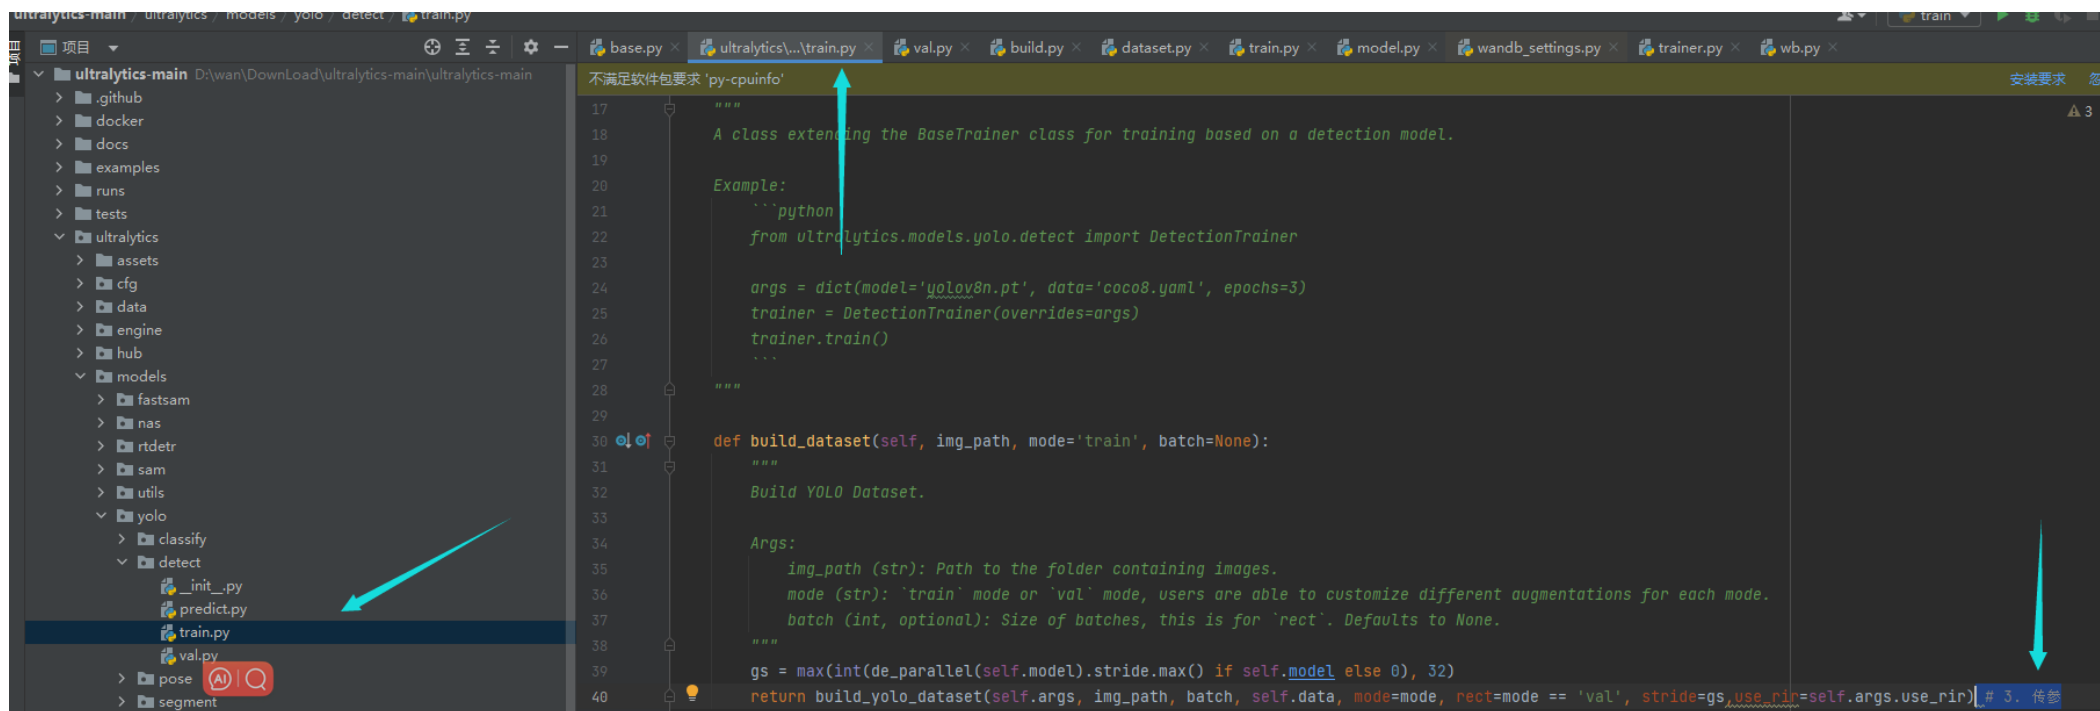 ultralytics-main / ultralytics / models / yolo / detect / train.py
train
项目
base.py
ultralytics\...\train.py
val.py
build.py
dataset.py
train.py
model.py
wandb_settings.py
trainer.py
wb.py
项目
ultralytics-main D:\wan\DownLoad\ultralytics-main\ultralytics-main
.github
docker
docs
examples
runs
tests
ultralytics
assets
cfg
data
engine
hub
models
fastsam
nas
rtdetr
sam
utils
yolo
classify
detect
__init__.py
predict.py
train.py
val.py
pose
AI
segment
不满足软件包要求 'py-cpuinfo'
安装要求
3
17 """
18 A class extending the BaseTrainer class for training based on a detection model.
19
20 Example:
21 ```python
22 from ultralytics.models.yolo.detect import DetectionTrainer
23
24 args = dict(model='yolov8n.pt', data='coco8.yaml', epochs=3)
25 trainer = DetectionTrainer(overrides=args)
26 trainer.train()
27 ```
28 """
29
30 def build_dataset(self, img_path, mode='train', batch=None):
31 """
32 Build YOLO Dataset.
33
34 Args:
35 img_path (str): Path to the folder containing images.
36 mode (str): `train` mode or `val` mode, users are able to customize different augmentations for each mode.
37 batch (int, optional): Size of batches, this is for `rect`. Defaults to None.
38 """
39 gs = max(int(de_parallel(self.model).stride.max() if self.model else 0), 32)
40 return build_yolo_dataset(self.args, img_path, batch, self.data, mode=mode, rect=mode == 'val', stride=gs,use_rir=self.args.use_rir) # 3. 传参